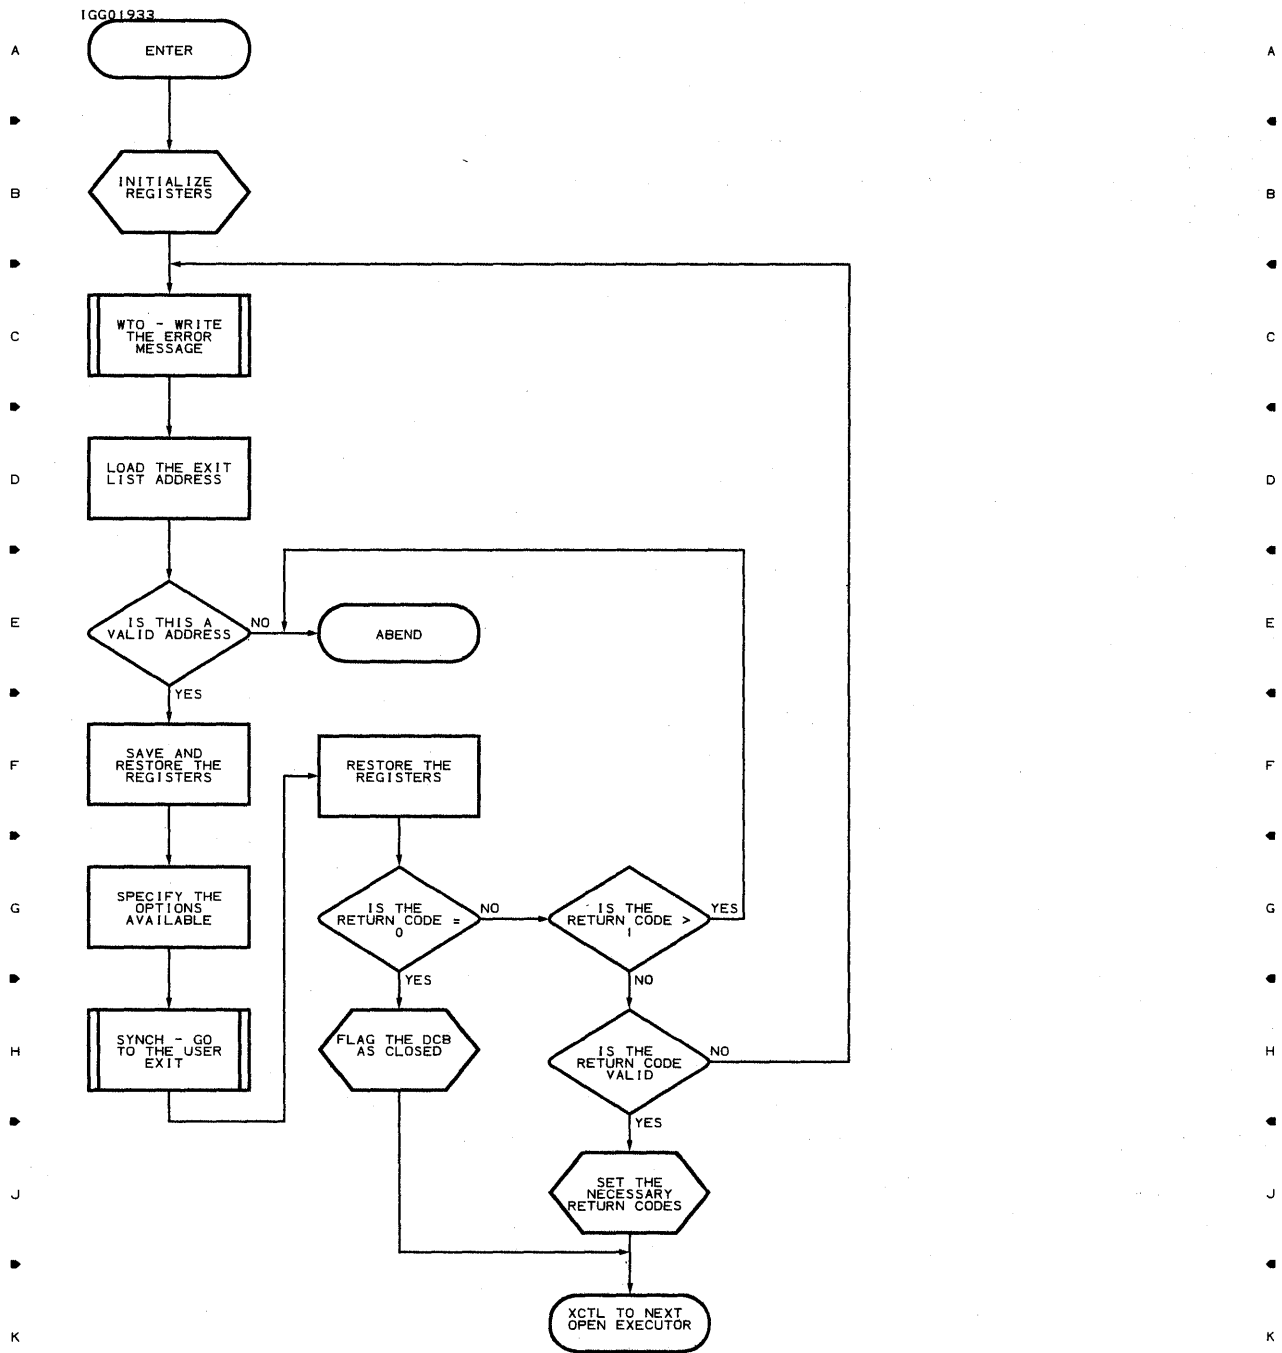 IGG01933
A
ENTER
A
B
INITIALIZE
REGISTERS
B
C
WTO - WRITE
THE ERROR
MESSAGE
C
D
LOAD THE EXIT
LIST ADDRESS
D
E
IS THIS A
VALID ADDRESS
NO
ABEND
E
YES
F
SAVE AND
RESTORE THE
REGISTERS
RESTORE THE
REGISTERS
F
G
SPECIFY THE
OPTIONS
AVAILABLE
IS THE
RETURN CODE =
0
NO
IS THE
RETURN CODE >
1
YES
G
YES
NO
H
SYNCH - GO
TO THE USER
EXIT
FLAG THE DCB
AS CLOSED
IS THE
RETURN CODE
VALID
NO
H
YES
J
SET THE
NECESSARY
RETURN CODES
J
K
XCTL TO NEXT
OPEN EXECUTOR
K